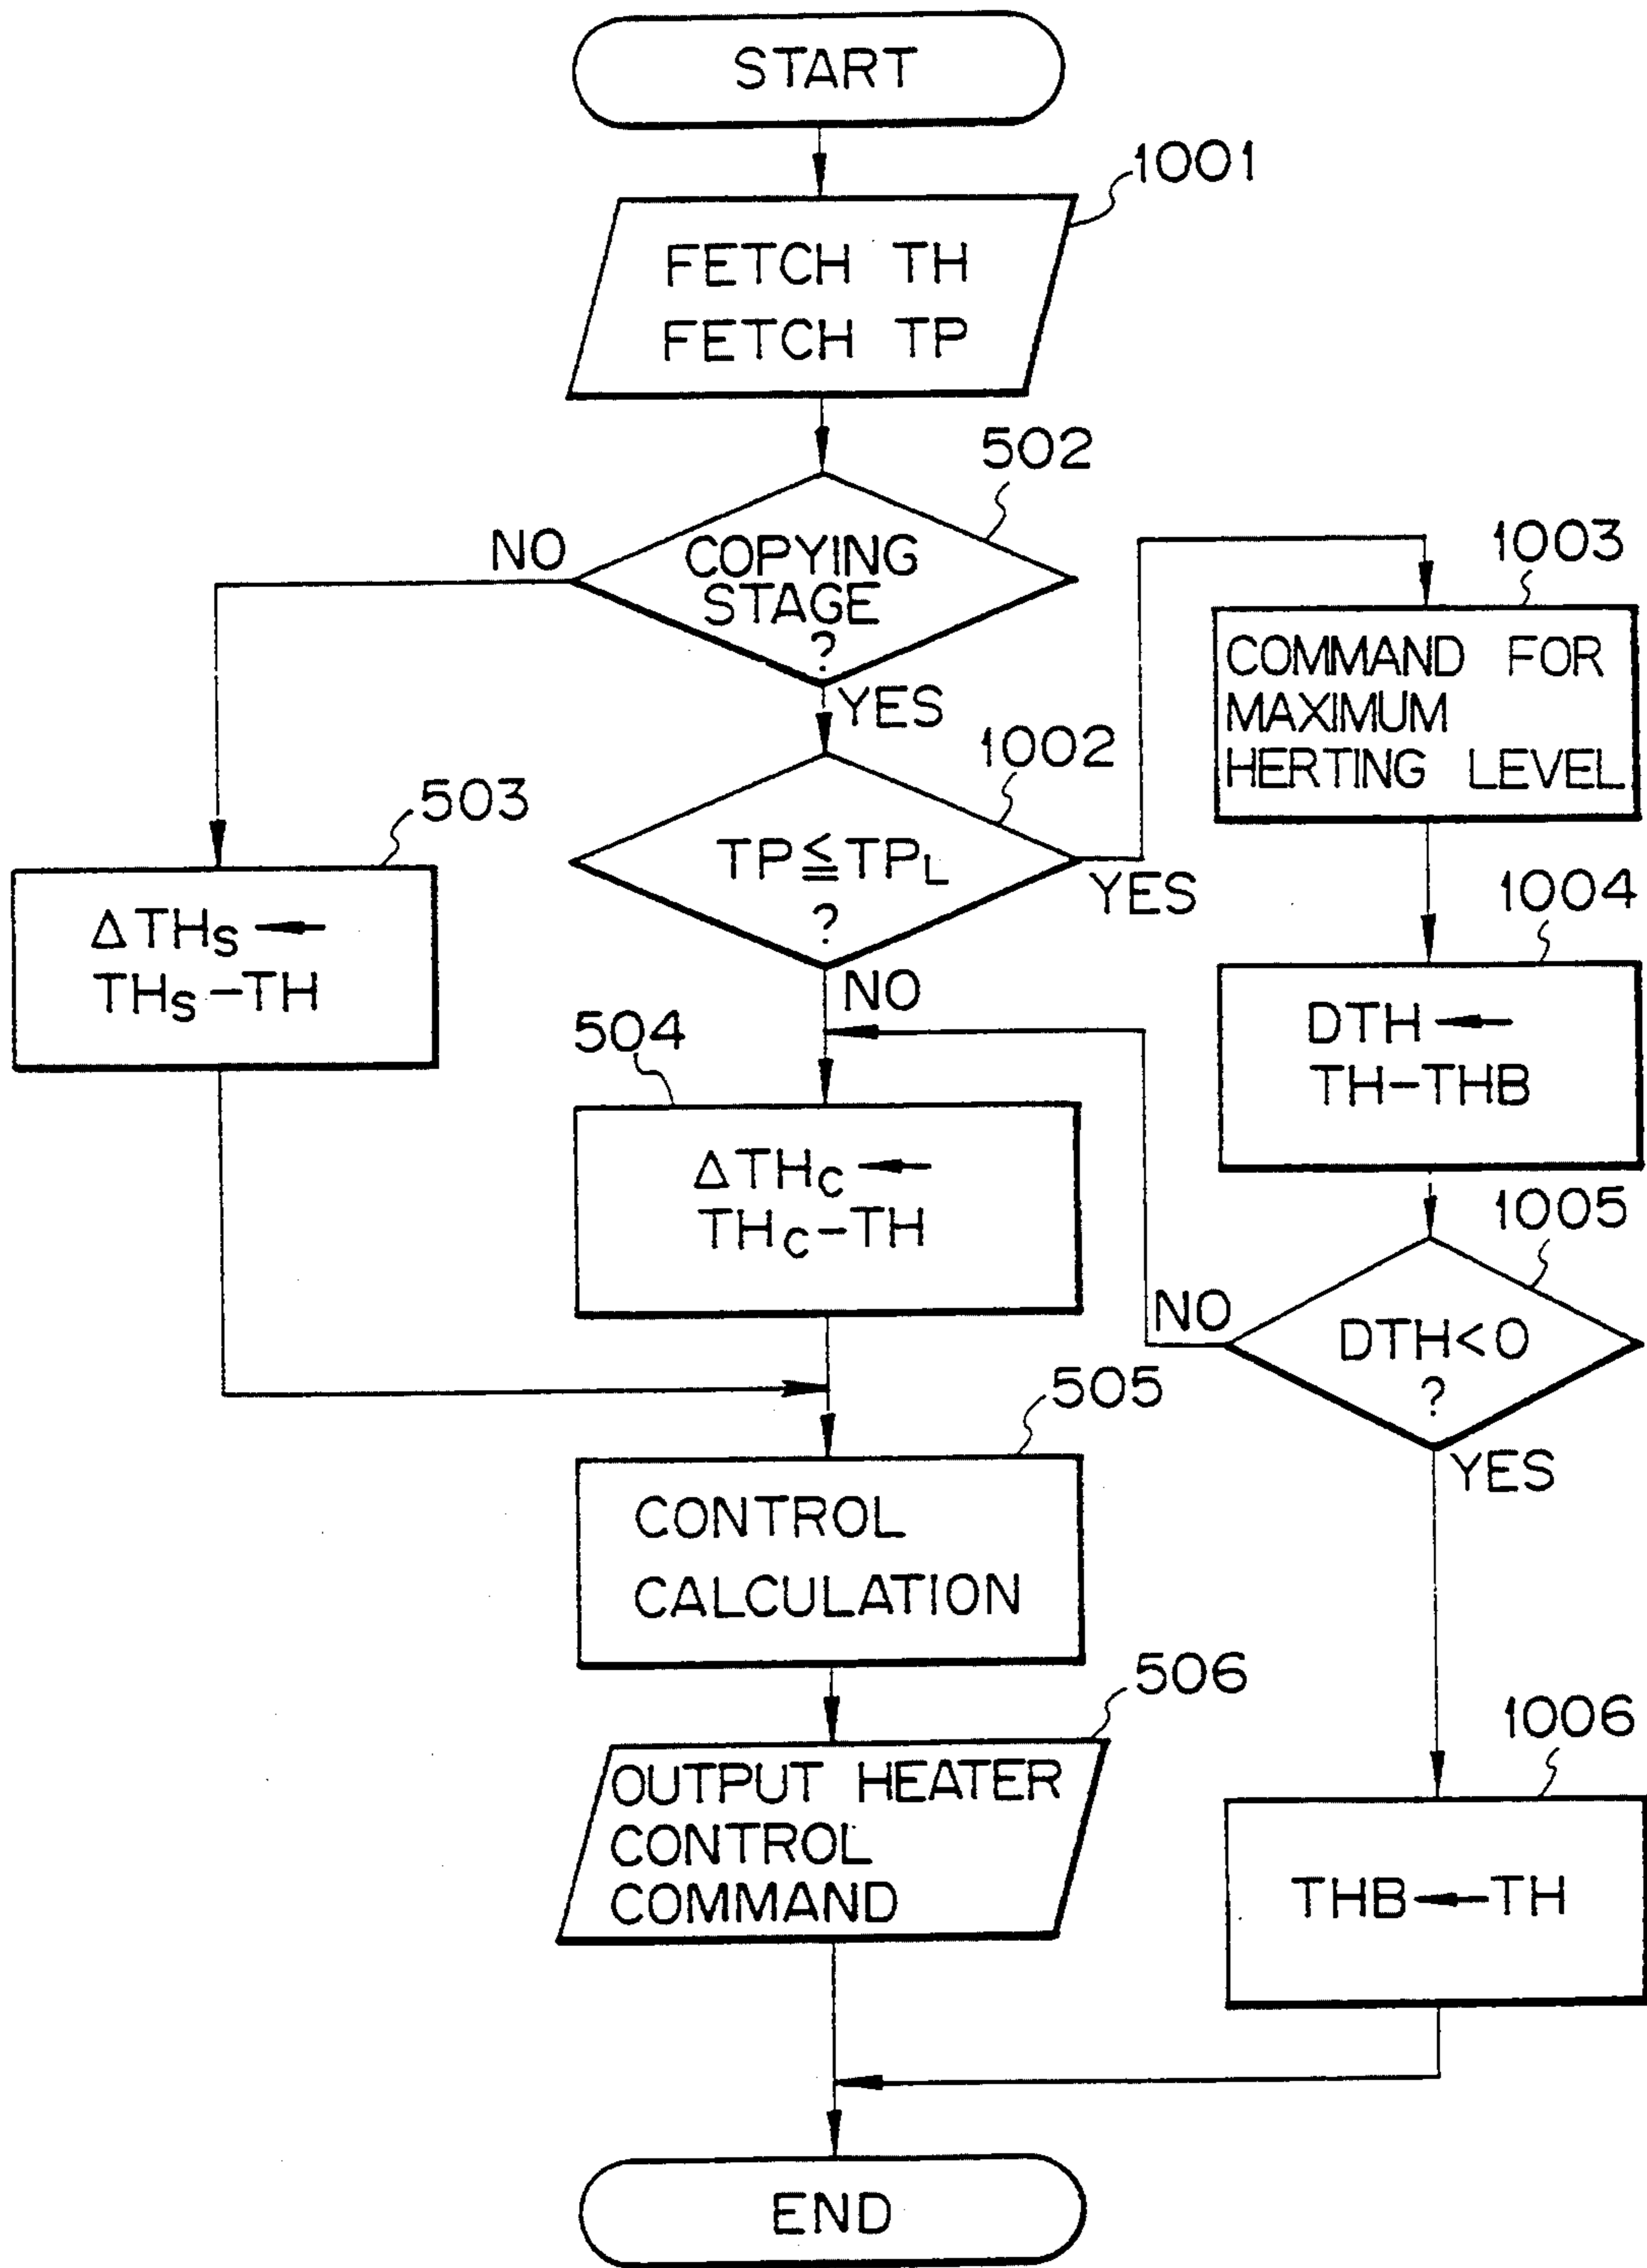 START
1001
FETCH TH
FETCH TP
502
NO
COPYING
STAGE
?
YES
1003
COMMAND FOR
MAXIMUM
HERTING LEVEL
1002
TP≦TPL
?
YES
NO
503
ΔTHS←
THS-TH
1004
DTH←
TH-THB
504
ΔTHC←
THC-TH
1005
NO
DTH<0
?
YES
505
CONTROL
CALCULATION
506
OUTPUT HEATER
CONTROL
COMMAND
1006
THB←TH
END